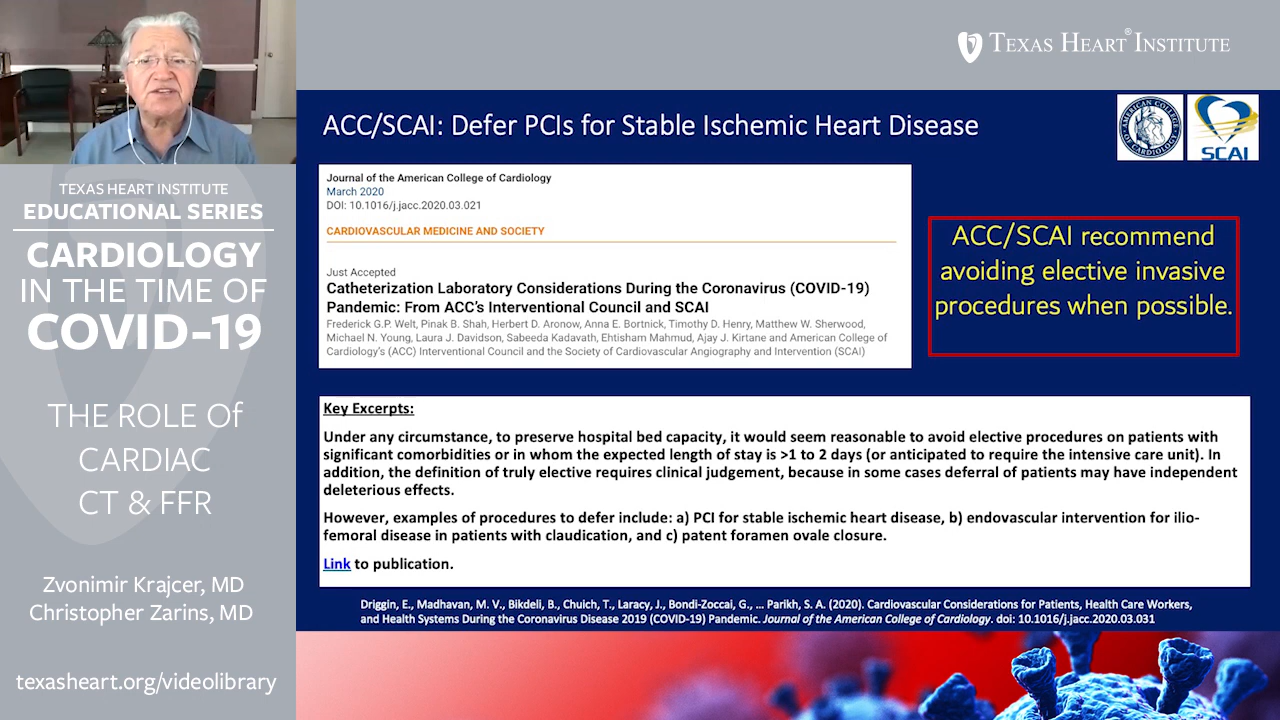 TEXAS HEART® INSTITUTE
TEXAS HEART INSTITUTE
EDUCATIONAL SERIES
CARDIOLOGY
IN THE TIME OF
COVID-19
THE ROLE Of
CARDIAC
CT & FFR
Zvonimir Krajcer, MD
Christopher Zarins, MD
texasheart.org/videolibrary
ACC/SCAI: Defer PCIs for Stable Ischemic Heart Disease
AMERICAN COLLEGE OF CARDIOLOGY
SCAI
Journal of the American College of Cardiology
March 2020
DOI: 10.1016/j.jacc.2020.03.021
CARDIOVASCULAR MEDICINE AND SOCIETY
Just Accepted
Catheterization Laboratory Considerations During the Coronavirus (COVID-19)
Pandemic: From ACC's Interventional Council and SCAI
Frederick G.P. Welt, Pinak B. Shah, Herbert D. Aronow, Anna E. Bortnick, Timothy D. Henry, Matthew W. Sherwood,
Michael N. Young, Laura J. Davidson, Sabeeda Kadavath, Ehtisham Mahmud, Ajay J. Kirtane and American College of
Cardiology's (ACC) Interventional Council and the Society of Cardiovascular Angiography and Intervention (SCAI)
ACC/SCAI recommend
avoiding elective invasive
procedures when possible.
Key Excerpts:
Under any circumstance, to preserve hospital bed capacity, it would seem reasonable to avoid elective procedures on patients with
significant comorbidities or in whom the expected length of stay is >1 to 2 days (or anticipated to require the intensive care unit). In
addition, the definition of truly elective requires clinical judgement, because in some cases deferral of patients may have independent
deleterious effects.
However, examples of procedures to defer include: a) PCI for stable ischemic heart disease, b) endovascular intervention for ilio-
femoral disease in patients with claudication, and c) patent foramen ovale closure.
Link to publication.
Driggin, E., Madhavan, M. V., Bikdeli, B., Chuich, T., Laracy, J., Bondi-Zoccai, G., … Parikh, S. A. (2020). Cardiovascular Considerations for Patients, Health Care Workers,
and Health Systems During the Coronavirus Disease 2019 (COVID-19) Pandemic. Journal of the American College of Cardiology. doi: 10.1016/j.jacc.2020.03.031